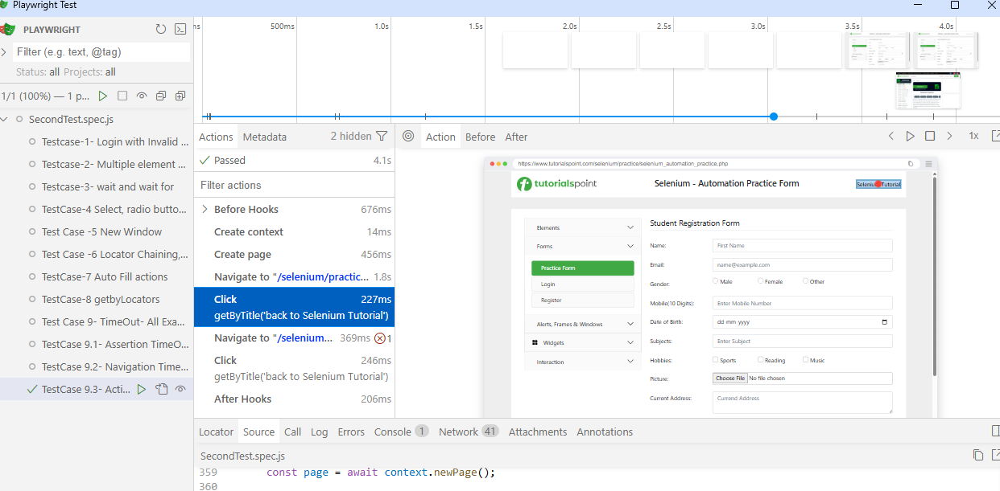 Playwright Test
PLAYWRIGHT
Filter (e.g. text, @tag)
Status: all Projects: all
1/1 (100%) — 1 p...
SecondTest.spec.js
Testcase-1- Login with Invalid ...
Testcase-2- Multiple element ...
Testcase-3- wait and wait for
TestCase-4 Select, radio butto...
Test Case -5 New Window
Test Case -6 Locator Chaining,...
TestCase-7 Auto Fill actions
TestCase-8 getbyLocators
Test Case 9- TimeOut- All Exa...
TestCase 9.1- Assertion TimeO...
TestCase 9.2- Navigation Time...
TestCase 9.3- Acti...
ns 500ms 1.0s 1.5s 2.0s 2.5s 3.0s 3.5s 4.0s
Actions Metadata 2 hidden
Passed 4.1s
Filter actions
Before Hooks 676ms
Create context 14ms
Create page 456ms
Navigate to "/selenium/practic... 1.8s
Click 227ms
getByTitle('back to Selenium Tutorial')
Navigate to "/selenium... 369ms 1
Click 246ms
getByTitle('back to Selenium Tutorial')
After Hooks 206ms
Action Before After 1x
https://www.tutorialspoint.com/selenium/practice/selenium_automation_practice.php
tutorialspoint Selenium - Automation Practice Form Selenium Tutorial
Elements
Forms
Practice Form
Login
Register
Alerts, Frames & Windows
Widgets
Interaction
Student Registration Form
Name: First Name
Email: name@example.com
Gender: Male Female Other
Mobile(10 Digits): Enter Mobile Number
Date of Birth: dd-mm-yyyy
Subjects: Enter Subject
Hobbies: Sports Reading Music
Picture: Choose File No file chosen
Current Address: Currend Address
Locator Source Call Log Errors Console 1 Network 41 Attachments Annotations
SecondTest.spec.js
359 const page = await context.newPage();
360